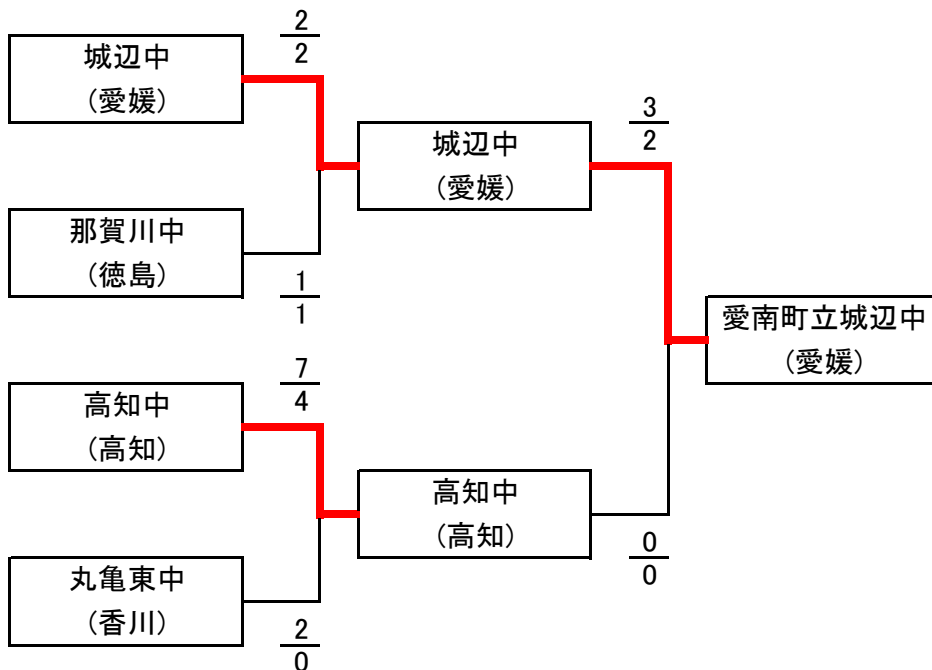 2
2
城辺中
(愛媛)
3
2
城辺中
(愛媛)
那賀川中
(徳島)
1
1
愛南町立城辺中
(愛媛)
7
4
高知中
(高知)
高知中
(高知)
0
0
丸亀東中
(香川)
2
0